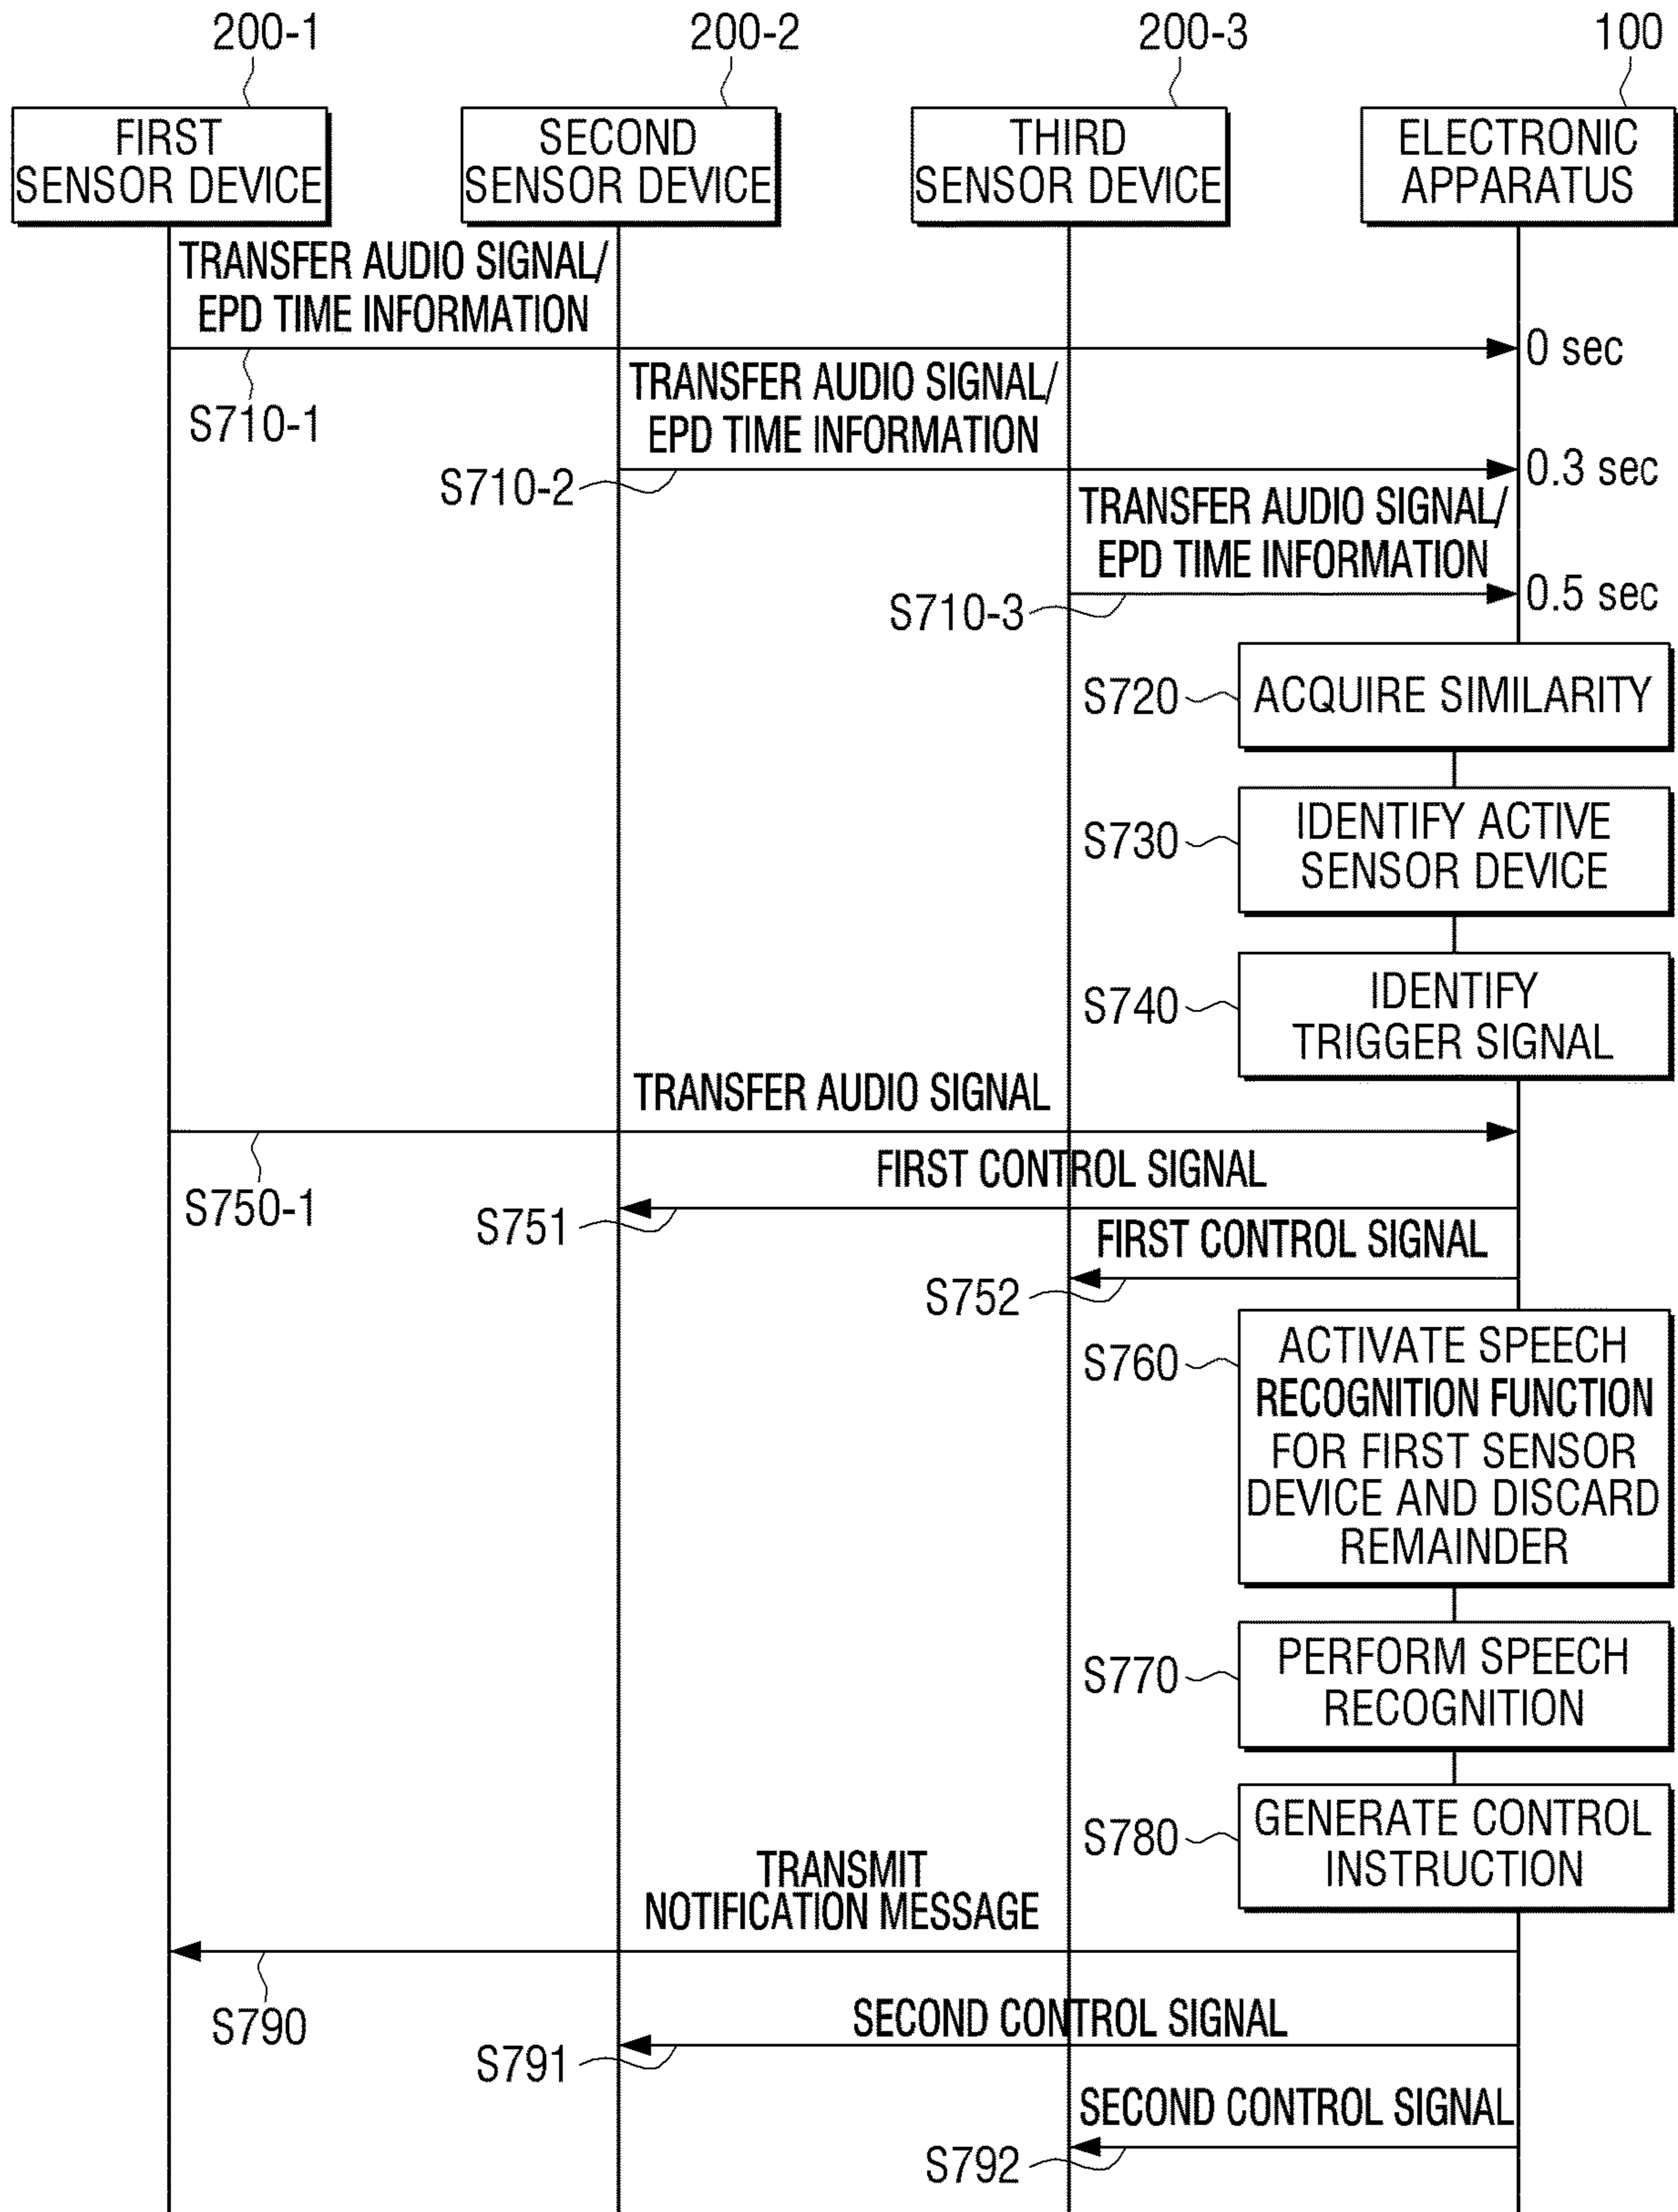 200-1
200-2
200-3
100
FIRST
SENSOR DEVICE
SECOND
SENSOR DEVICE
THIRD
SENSOR DEVICE
ELECTRONIC
APPARATUS
TRANSFER AUDIO SIGNAL/
EPD TIME INFORMATION
0 sec
S710-1
TRANSFER AUDIO SIGNAL/
EPD TIME INFORMATION
0.3 sec
S710-2
TRANSFER AUDIO SIGNAL/
EPD TIME INFORMATION
0.5 sec
S710-3
S720
ACQUIRE SIMILARITY
S730
IDENTIFY ACTIVE
SENSOR DEVICE
S740
IDENTIFY
TRIGGER SIGNAL
TRANSFER AUDIO SIGNAL
S750-1
FIRST CONTROL SIGNAL
S751
FIRST CONTROL SIGNAL
S752
S760
ACTIVATE SPEECH
RECOGNITION FUNCTION
FOR FIRST SENSOR
DEVICE AND DISCARD
REMAINDER
S770
PERFORM SPEECH
RECOGNITION
S780
GENERATE CONTROL
INSTRUCTION
TRANSMIT
NOTIFICATION MESSAGE
S790
SECOND CONTROL SIGNAL
S791
SECOND CONTROL SIGNAL
S792